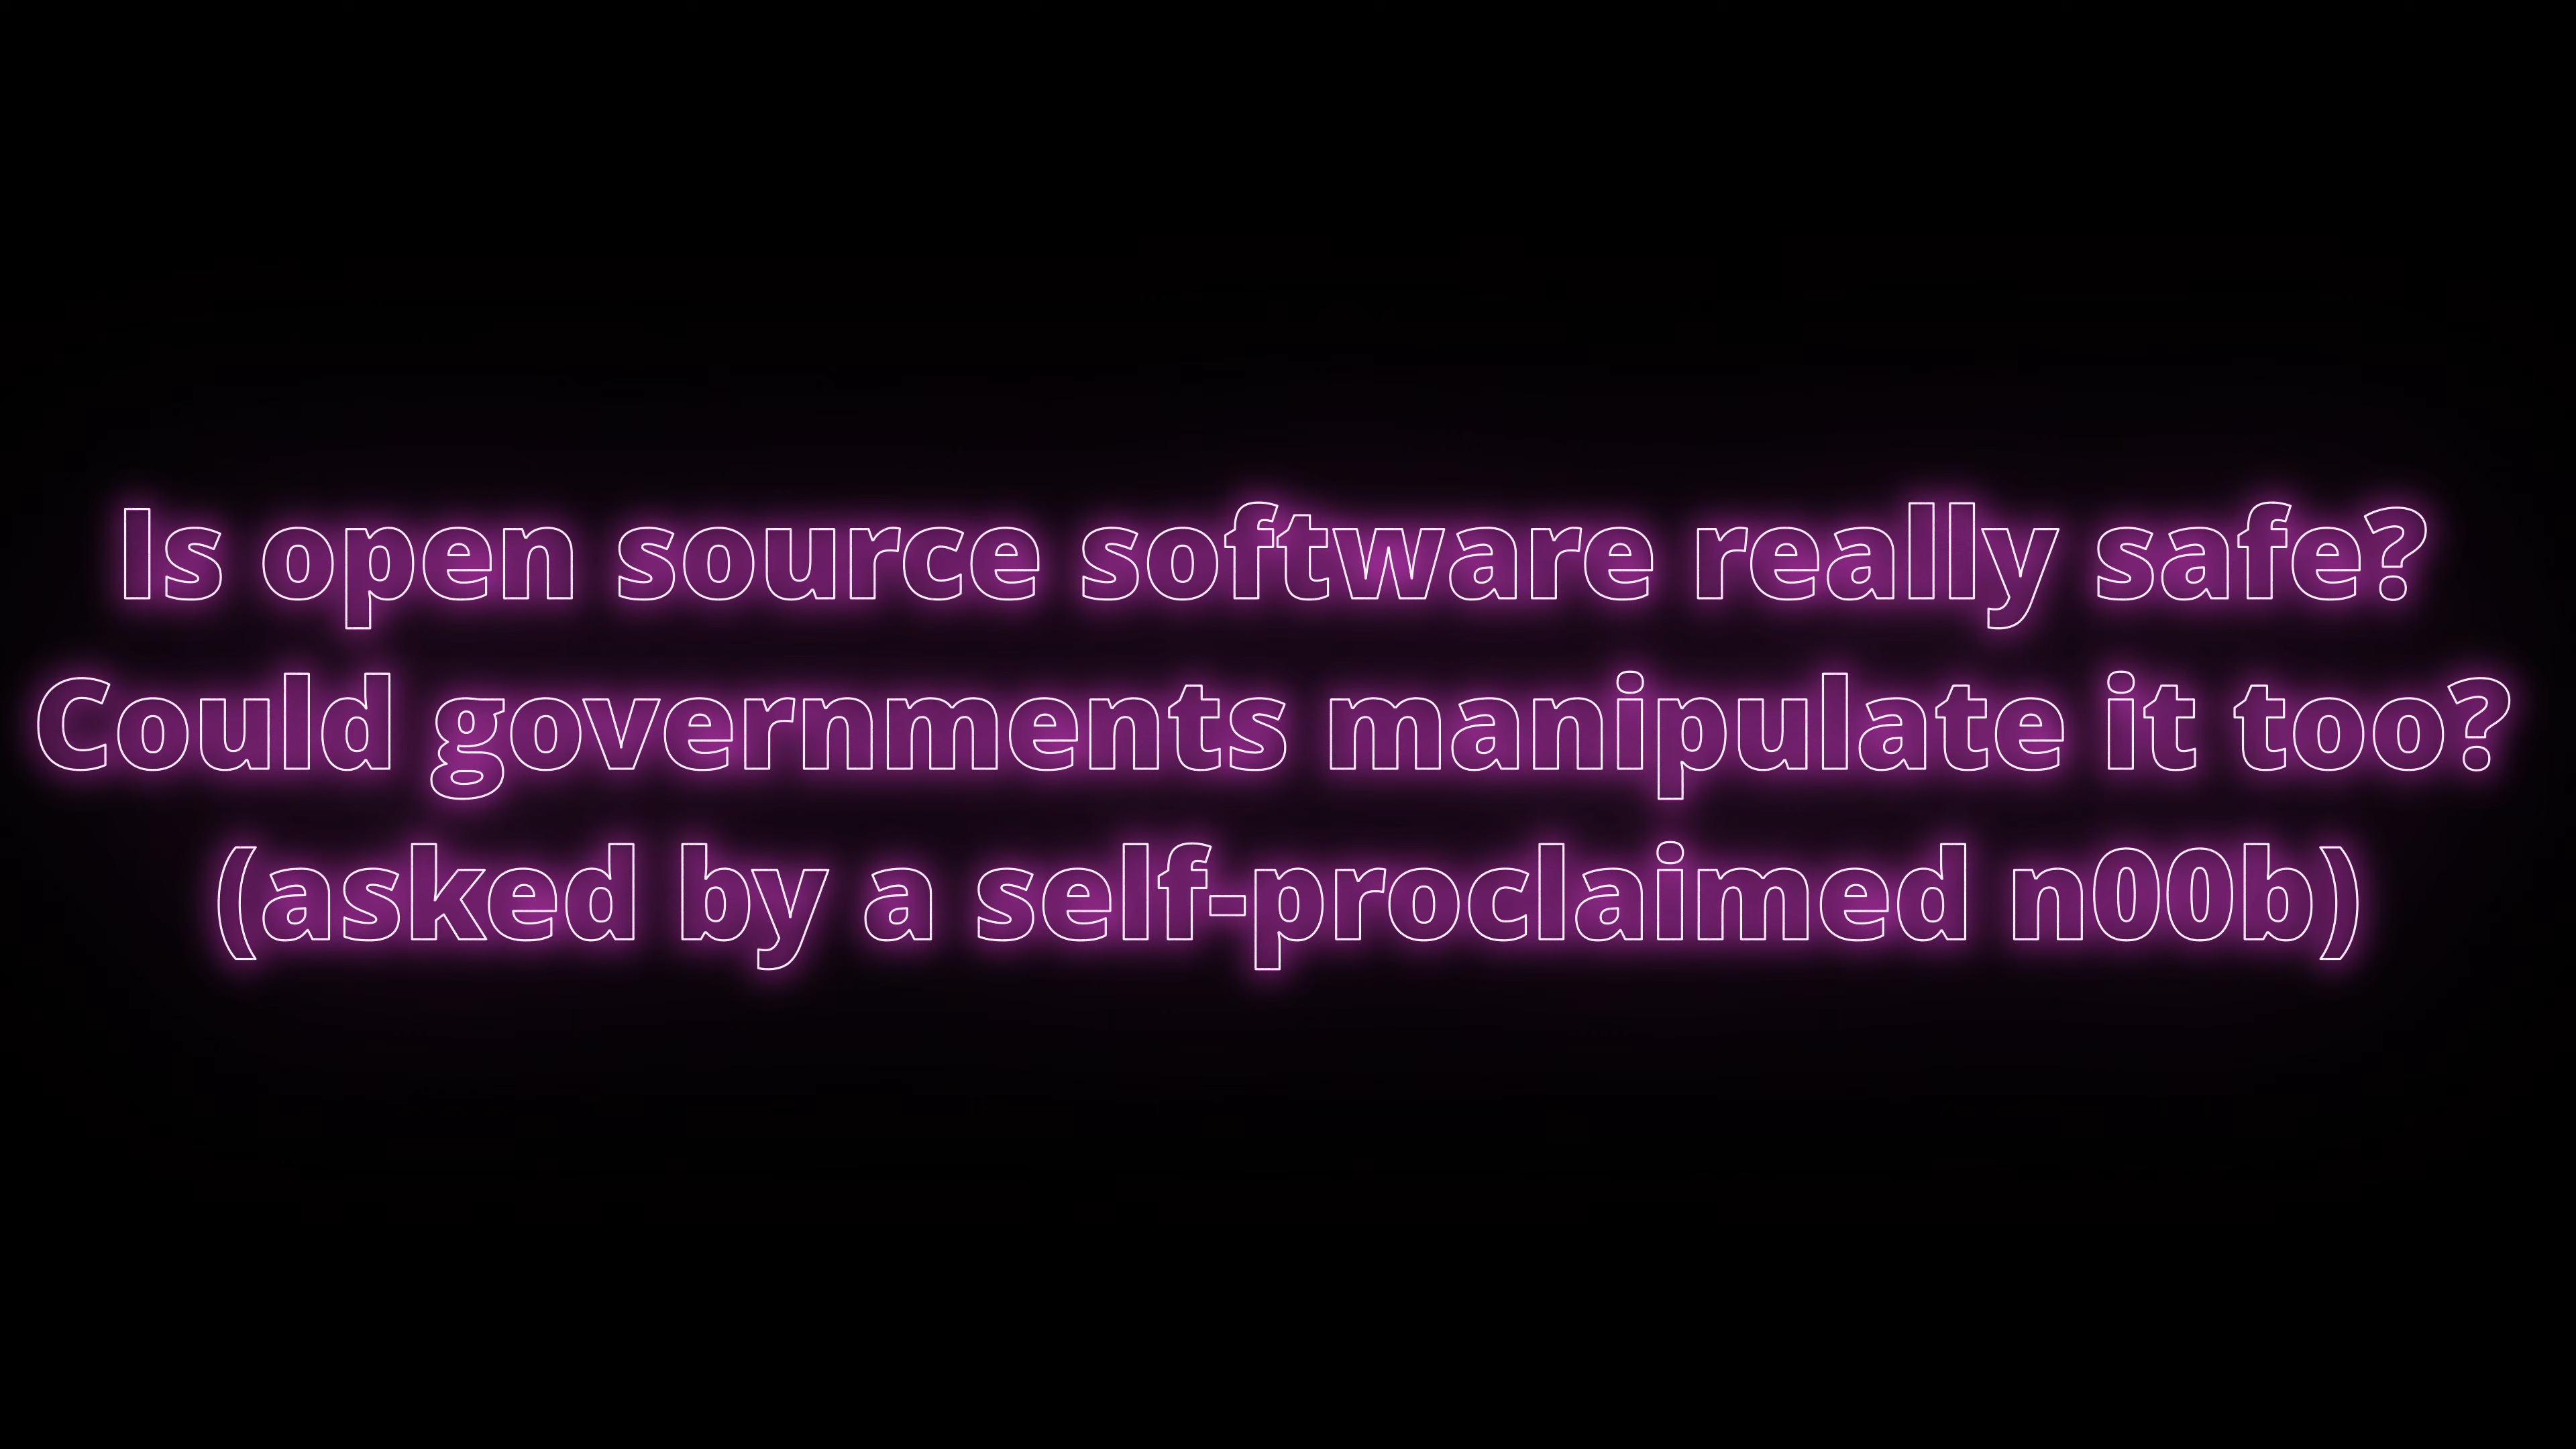 Is open source software really safe?
Could governments manipulate it too?
(asked by a self-proclaimed n00b)